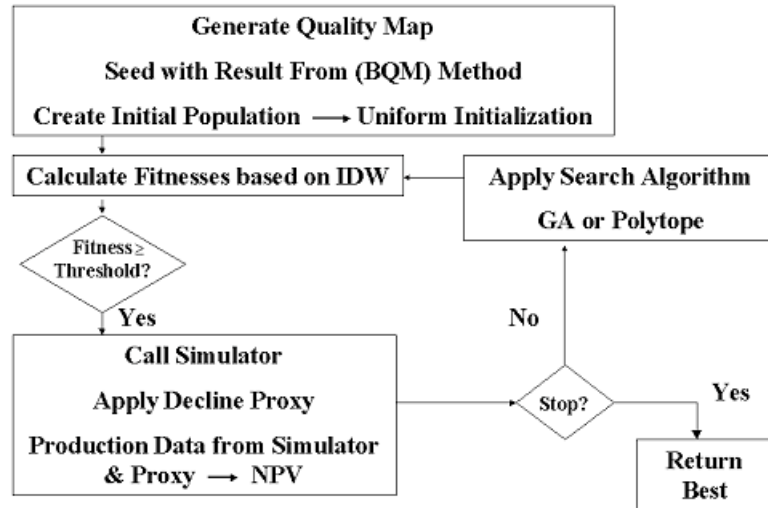 Generate Quality Map
Seed with Result From (BQM) Method
Create Initial Population → Uniform Initialization
Calculate Fitnesses based on IDW
Apply Search Algorithm
GA or Polytope
Fitness ≥
Threshold?
Yes
No
Call Simulator
Apply Decline Proxy
Production Data from Simulator
& Proxy → NPV
Stop?
Yes
Return
Best